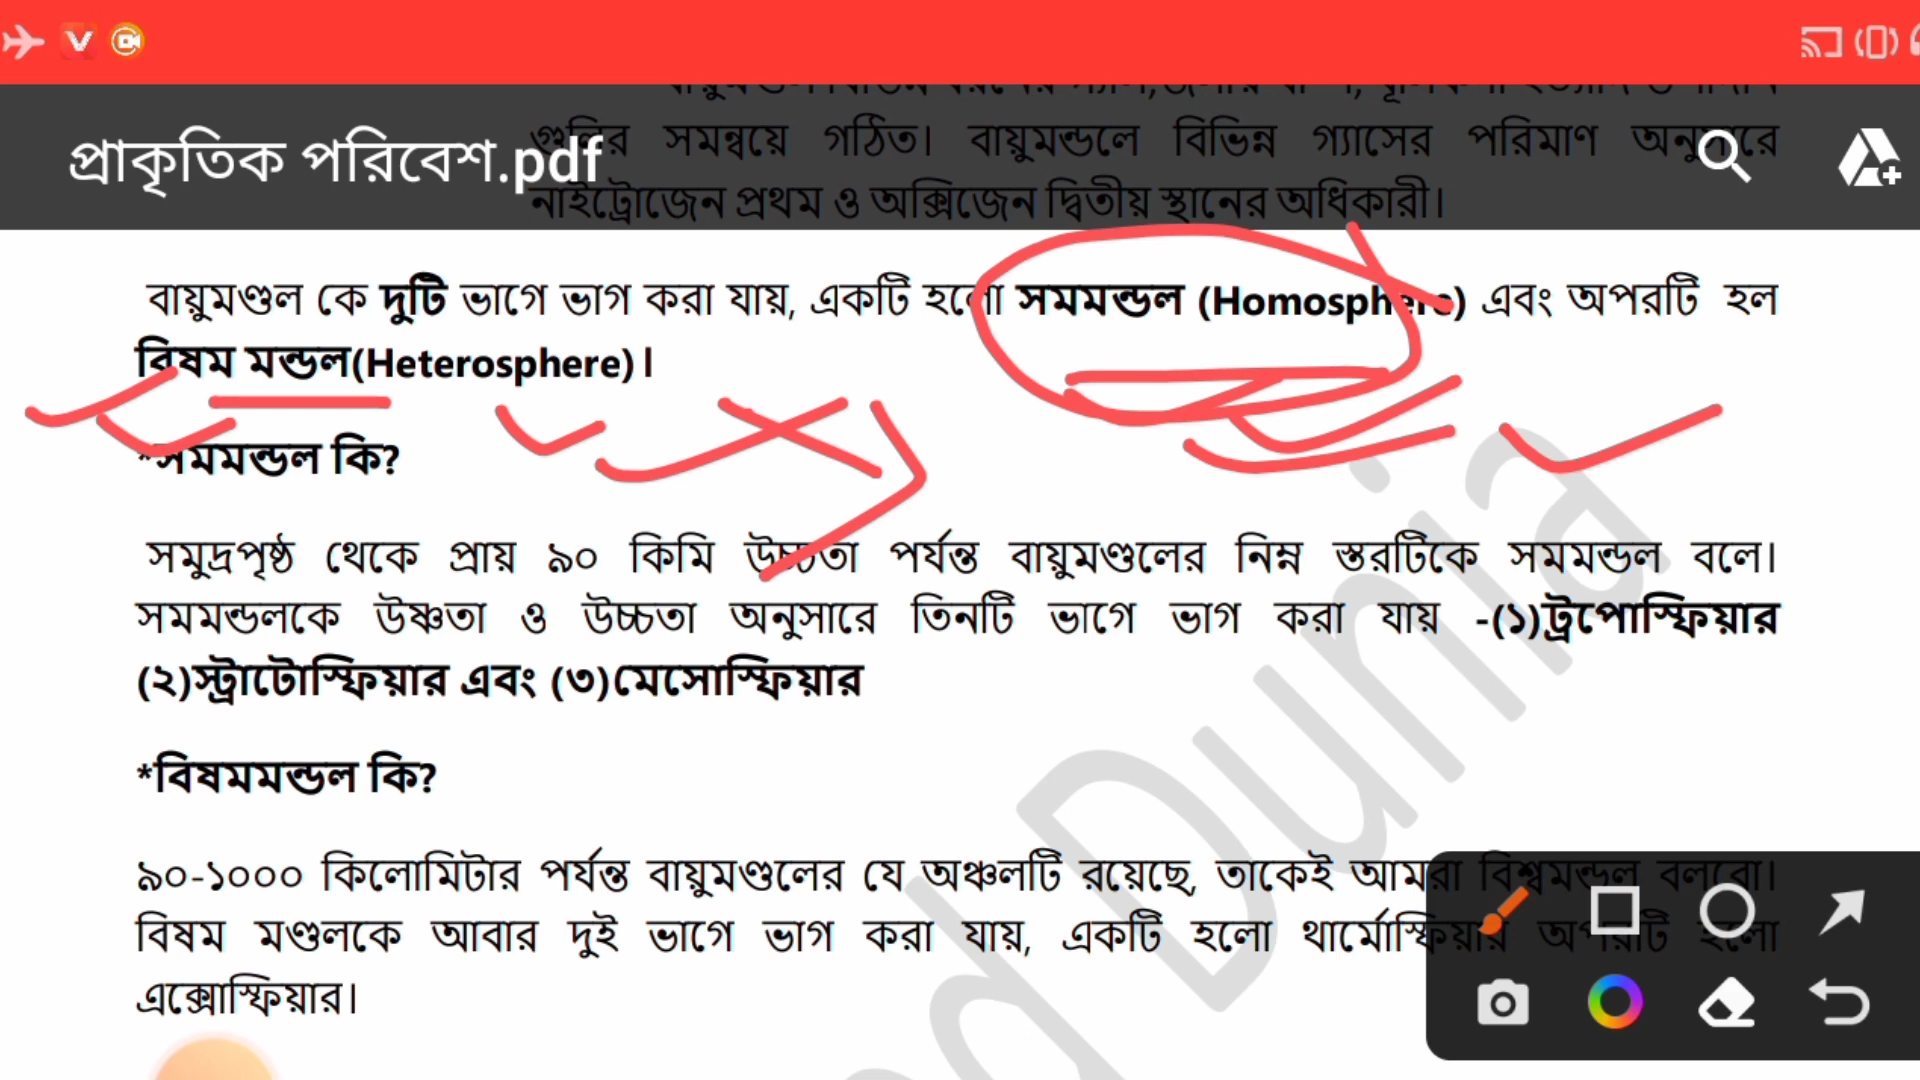 প্রাকৃতিক পরিবেশ.pdf
গুলির সমন্বয়ে গঠিত। বায়ুমন্ডলে বিভিন্ন গ্যাসের পরিমাণ অনুসারে
নাইট্রোজেন প্রথম ও অক্সিজেন দ্বিতীয় স্থানের অধিকারী।
বায়ুমণ্ডল কে দুটি ভাগে ভাগ করা যায়, একটি হলো সমমন্ডল (Homosphere) এবং অপরটি হল
বিষম মন্ডল(Heterosphere)।
*সমমন্ডল কি?
সমুদ্রপৃষ্ঠ থেকে প্রায় ৯০ কিমি উচ্চতা পর্যন্ত বায়ুমণ্ডলের নিম্ন স্তরটিকে সমমন্ডল বলে।
সমমন্ডলকে উষ্ণতা ও উচ্চতা অনুসারে তিনটি ভাগে ভাগ করা যায় -(১)ট্রপোস্ফিয়ার
(২)স্ট্রাটোস্ফিয়ার এবং (৩)মেসোস্ফিয়ার
*বিষমমন্ডল কি?
৯০-১০০০ কিলোমিটার পর্যন্ত বায়ুমণ্ডলের যে অঞ্চলটি রয়েছে, তাকেই আমরা বিশ্বমন্ডল বলবো।
বিষম মণ্ডলকে আবার দুই ভাগে ভাগ করা যায়, একটি হলো থার্মোস্ফিয়ার অপরটি হলো
এক্সোস্ফিয়ার।
Dunia